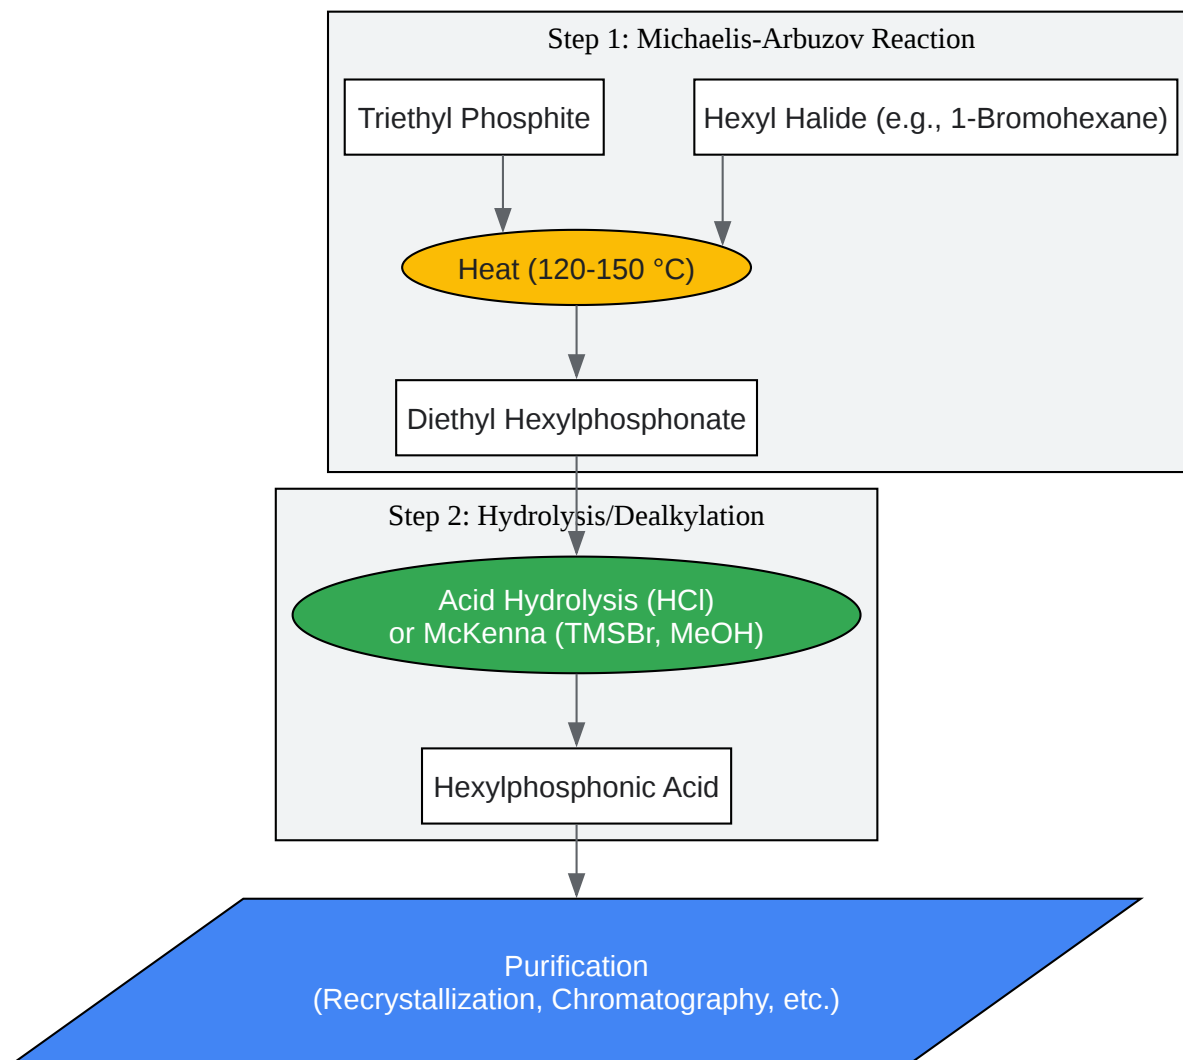 Step 1: Michaelis-Arbuzov Reaction
Triethyl Phosphite
Hexyl Halide (e.g., 1-Bromohexane)
Heat (120-150 °C)
Diethyl Hexylphosphonate
Step 2: Hydrolysis/Dealkylation
Acid Hydrolysis (HCl)
or McKenna (TMSBr, MeOH)
Hexylphosphonic Acid
Purification
(Recrystallization, Chromatography, etc.)